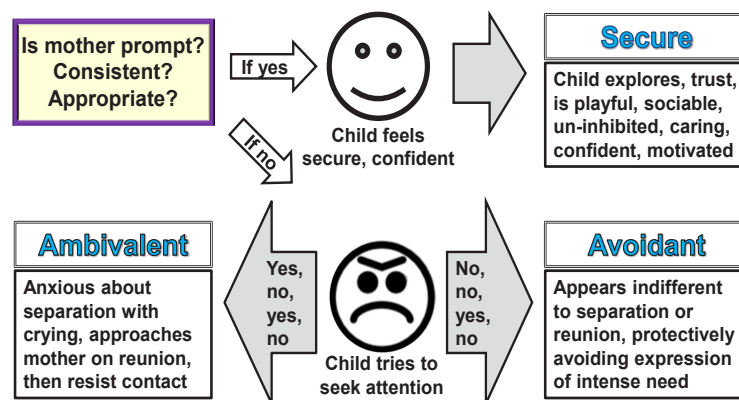 Is mother prompt?
Consistent?
Appropriate?
If yes
If no
Child feels
secure, confident
Secure
Child explores, trust,
is playful, sociable,
un-inhibited, caring,
confident, motivated
Ambivalent
Anxious about
separation with
crying, approaches
mother on reunion,
then resist contact
Yes,
no,
yes,
no
Child tries to
seek attention
No,
no,
yes,
no
Avoidant
Appears indifferent
to separation or
reunion, protectively
avoiding expression
of intense need